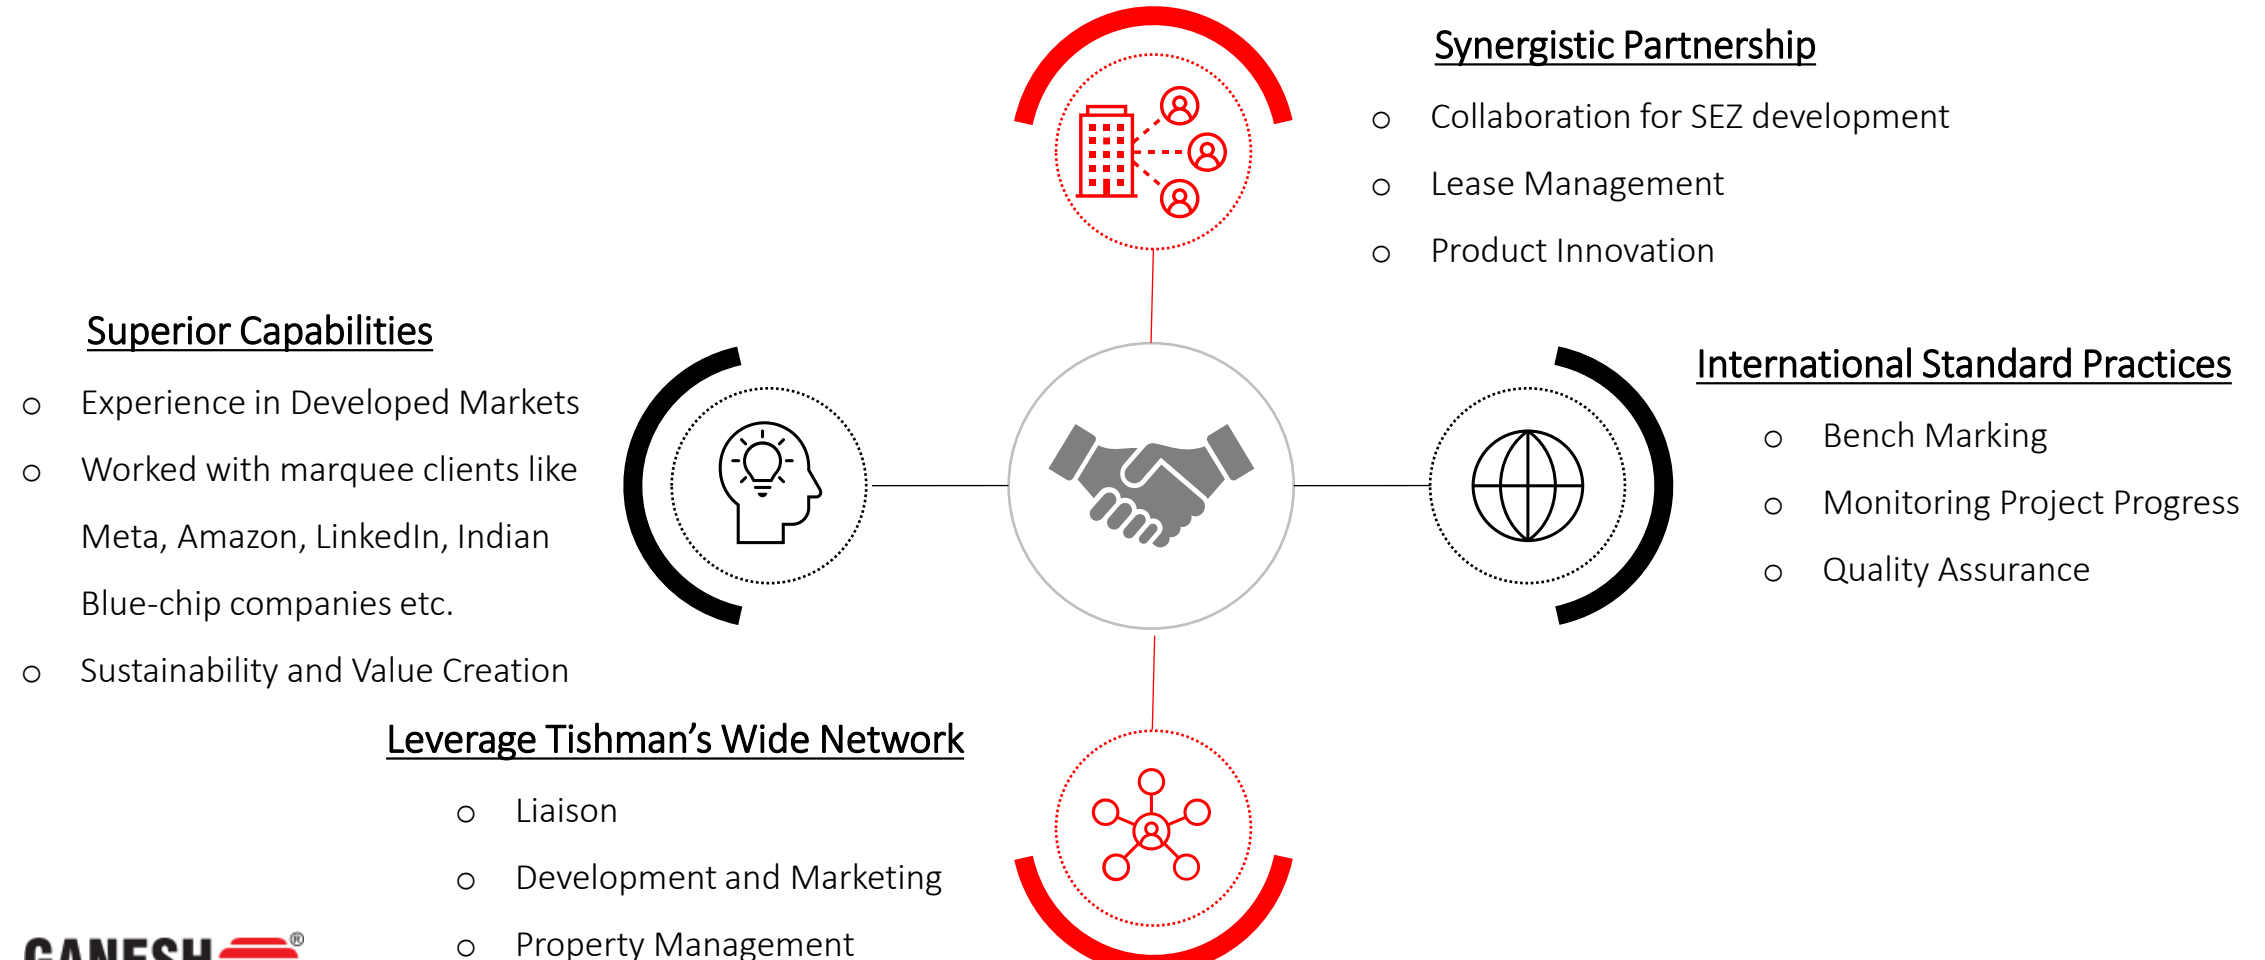 Synergistic Partnership
o Collaboration for SEZ development
o Lease Management
o Product Innovation
Superior Capabilities
o Experience in Developed Markets
o Worked with marquee clients like
Meta, Amazon, LinkedIn, Indian
Blue-chip companies etc.
o Sustainability and Value Creation
International Standard Practices
o Bench Marking
o Monitoring Project Progress
o Quality Assurance
Leverage Tishman’s Wide Network
o Liaison
o Development and Marketing
o Property Management
GANESH ®